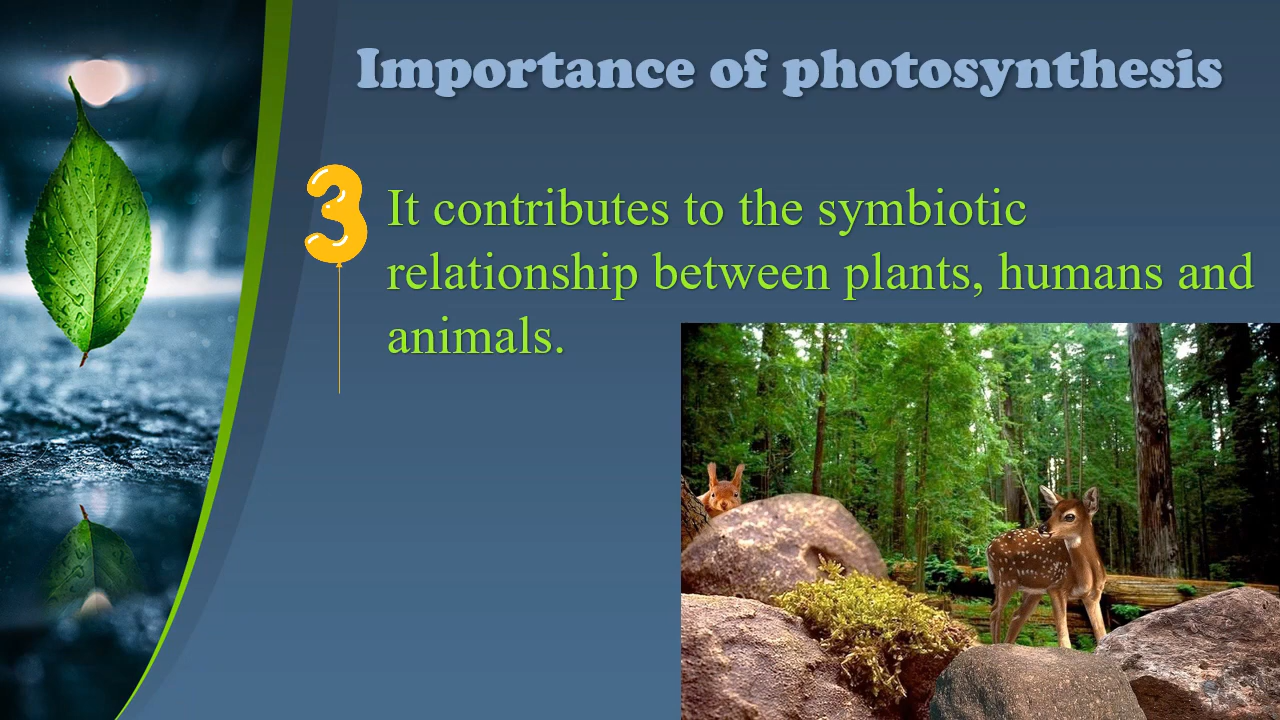 Importance of photosynthesis
3
It contributes to the symbiotic
relationship between plants, humans and
animals.